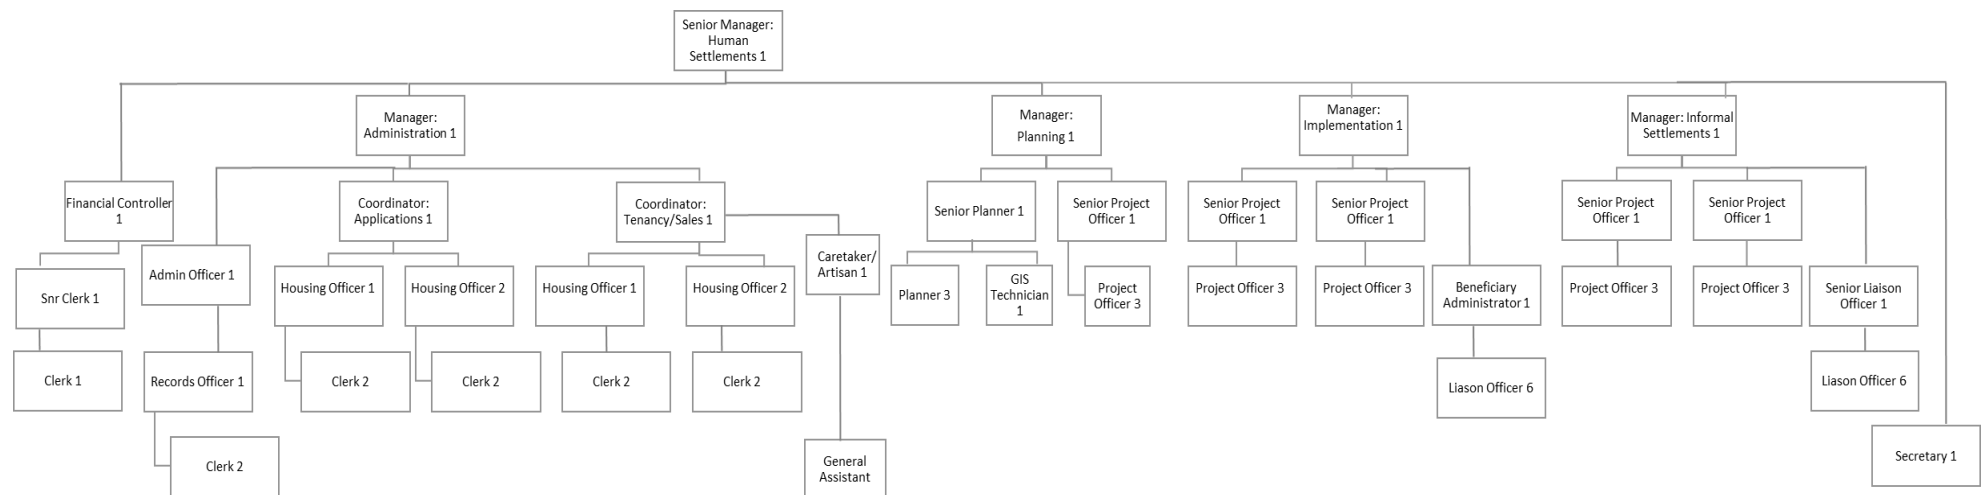 Senior Manager:
Human
Settlements 1
Manager:
Administration 1
Manager:
Planning 1
Manager:
Implementation 1
Manager: Informal
Settlements 1
Financial Controller
1
Coordinator:
Applications 1
Coordinator:
Tenancy/Sales 1
Senior Planner 1
Senior Project
Officer 1
Senior Project
Officer 1
Senior Project
Officer 1
Senior Project
Officer 1
Senior Project
Officer 1
Snr Clerk 1
Admin Officer 1
Housing Officer 1
Housing Officer 2
Housing Officer 1
Housing Officer 2
Caretaker/
Artisan 1
Planner 3
GIS
Technician
1
Project
Officer 3
Project Officer 3
Project Officer 3
Beneficiary
Administrator 1
Project Officer 3
Project Officer 3
Senior Liaison
Officer 1
Clerk 1
Records Officer 1
Clerk 2
Clerk 2
Clerk 2
Clerk 2
Liason Officer 6
Liason Officer 6
Clerk 2
General
Assistant
Secretary 1